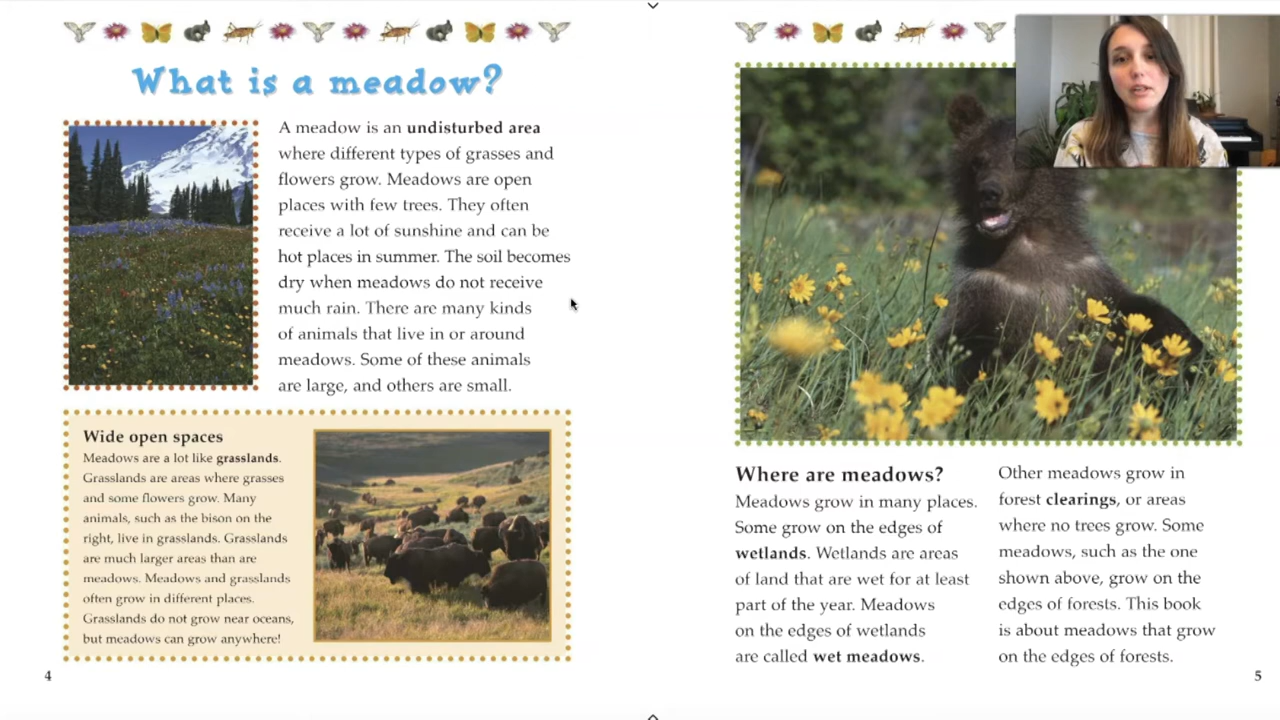 What is a meadow?
A meadow is an undisturbed area
where different types of grasses and
flowers grow. Meadows are open
places with few trees. They often
receive a lot of sunshine and can be
hot places in summer. The soil becomes
dry when meadows do not receive
much rain. There are many kinds
of animals that live in or around
meadows. Some of these animals
are large, and others are small.
Wide open spaces
Meadows are a lot like grasslands.
Grasslands are areas where grasses
and some flowers grow. Many
animals, such as the bison on the
right, live in grasslands. Grasslands
are much larger areas than are
meadows. Meadows and grasslands
often grow in different places.
Grasslands do not grow near oceans,
but meadows can grow anywhere!
4
Where are meadows?
Meadows grow in many places.
Some grow on the edges of
wetlands. Wetlands are areas
of land that are wet for at least
part of the year. Meadows
on the edges of wetlands
are called wet meadows.
Other meadows grow in
forest clearings, or areas
where no trees grow. Some
meadows, such as the one
shown above, grow on the
edges of forests. This book
is about meadows that grow
on the edges of forests.
5